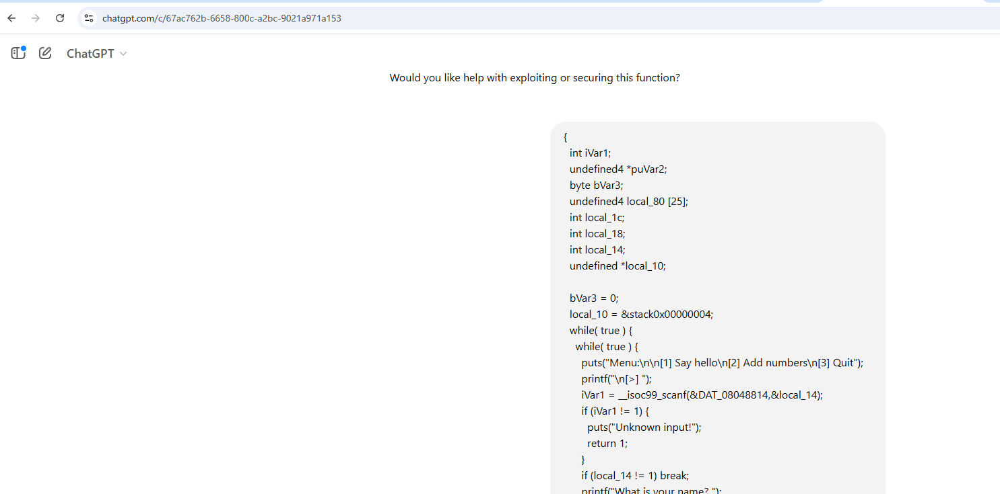 chatgpt.com/c/67ac762b-6658-800c-a2bc-9021a971a153
ChatGPT
Would you like help with exploiting or securing this function?
{
int iVar1;
undefined4 *puVar2;
byte bVar3;
undefined4 local_80 [25];
int local_1c;
int local_18;
int local_14;
undefined *local_10;
bVar3 = 0;
local_10 = &stack0x00000004;
while( true ) {
while( true ) {
puts("Menu:\n\n[1] Say hello\n[2] Add numbers\n[3] Quit");
printf("\n[>] ");
iVar1 = __isoc99_scanf(&DAT_08048814,&local_14);
if (iVar1 != 1) {
puts("Unknown input!");
return 1;
}
if (local_14 != 1) break;
printf("What is your name? ");